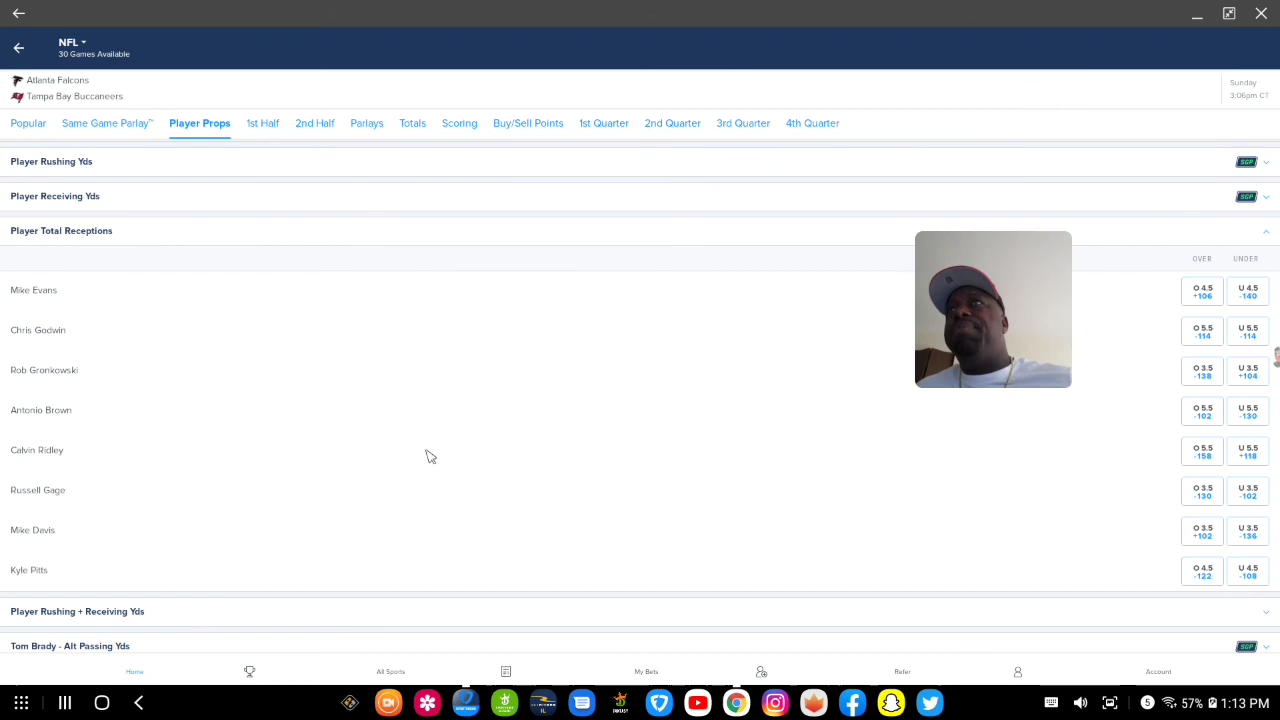 NFL
30 Games Available
Atlanta Falcons
Tampa Bay Buccaneers
Sunday
3:06pm CT
Popular Same Game Parlay™ Player Props 1st Half 2nd Half Parlays Totals Scoring Buy/Sell Points 1st Quarter 2nd Quarter 3rd Quarter 4th Quarter
Player Rushing Yds SGP
Player Receiving Yds SGP
Player Total Receptions
OVER UNDER
Mike Evans O 4.5 +106 U 4.5 -140
Chris Godwin O 5.5 -114 U 5.5 -114
Rob Gronkowski O 3.5 -138 U 3.5 +104
Antonio Brown O 5.5 -102 U 5.5 -130
Calvin Ridley O 5.5 -158 U 5.5 +118
Russell Gage O 3.5 -130 U 3.5 -102
Mike Davis O 3.5 +102 U 3.5 -136
Kyle Pitts O 4.5 -122 U 4.5 -108
Player Rushing + Receiving Yds
Tom Brady - Alt Passing Yds SGP
Home All Sports My Bets Refer Account
5 57% 1:13 PM